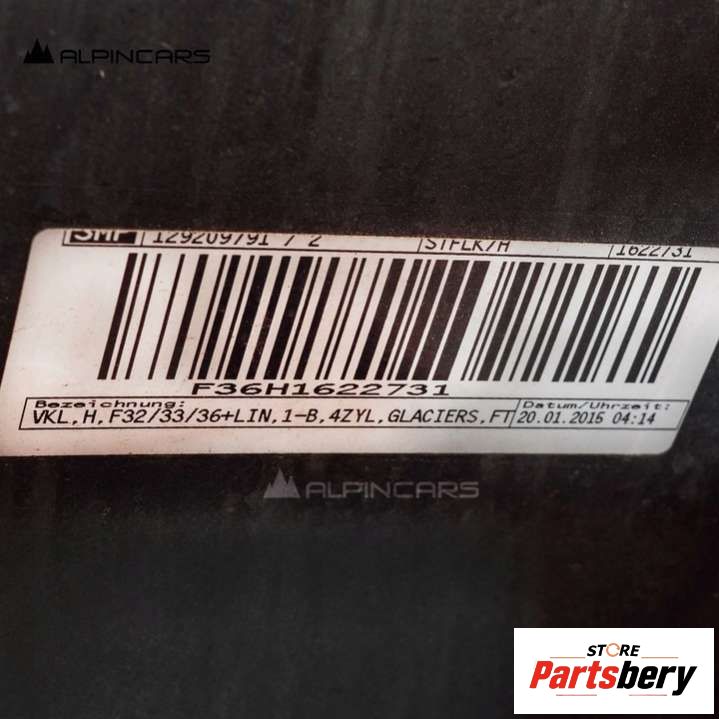 ALPINCARS
SMP 129209791 / 2 STFLK/H 1622731
F36H1622731
Bezeichnung: Datum/Uhrzeit:
VKL,H,F32/33/36+LIN,1-B,4ZYL,GLACIERS,FT 20.01.2015 04:14
ALPINCARS
STORE
Partsbery